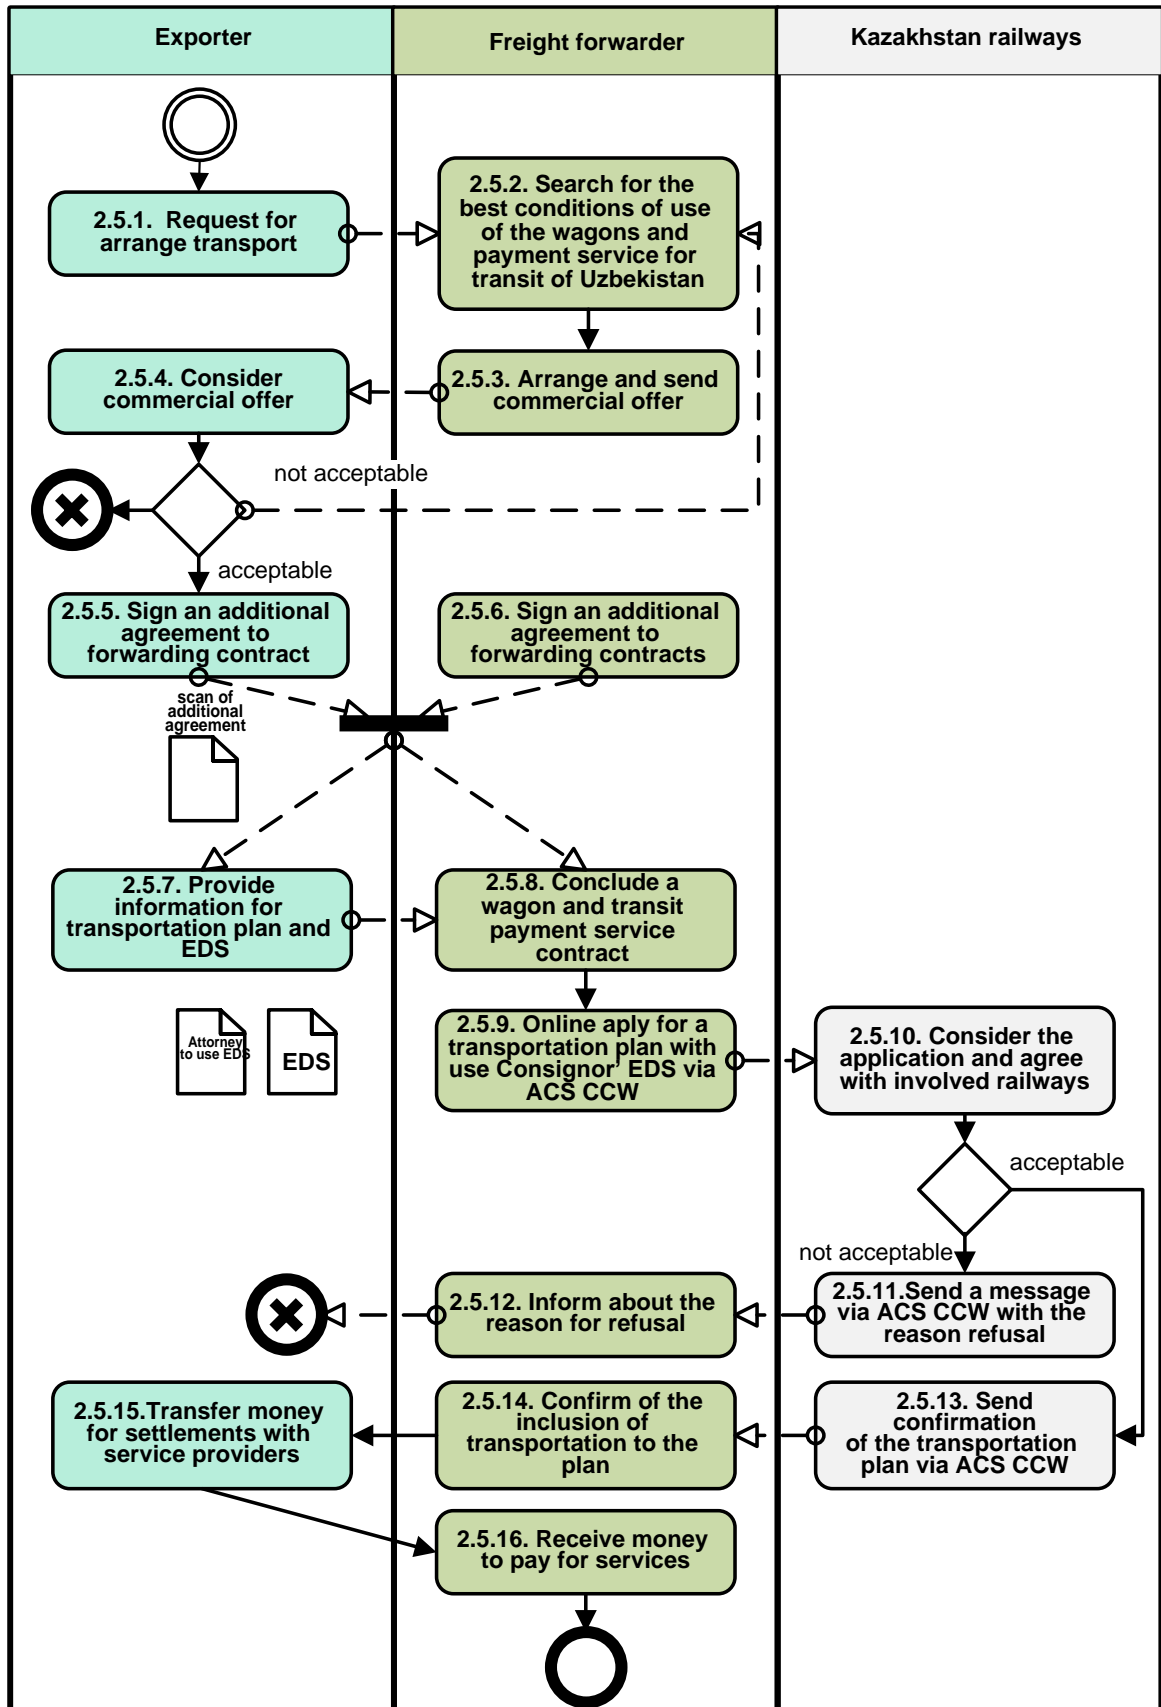 Exporter
Freight forwarder
Kazakhstan railways
2.5.1.  Request for
arrange transport
2.5.2. Search for the
best conditions of use
of the wagons and
payment service for
transit of Uzbekistan
2.5.4. Consider
commercial offer
2.5.3. Arrange and send
commercial offer
not acceptable
acceptable
2.5.5. Sign an additional
agreement to
forwarding contract
2.5.6. Sign an additional
agreement to
forwarding contracts
scan of
additional
agreement
2.5.7. Provide
information for
transportation plan and
EDS
2.5.8. Conclude a
wagon and transit
payment service
contract
Attorney
to use EDS
EDS
2.5.9. Online aply for a
transportation plan with
use Consignor' EDS via
ACS CCW
2.5.10. Consider the
application and agree
with involved railways
acceptable
not acceptable
2.5.12. Inform about the
reason for refusal
2.5.11.Send a message
via ACS CCW with the
reason refusal
2.5.15.Transfer money
for settlements with
service providers
2.5.14. Confirm of the
inclusion of
transportation to the
plan
2.5.13. Send
confirmation
of the transportation
plan via ACS CCW
2.5.16. Receive money
to pay for services